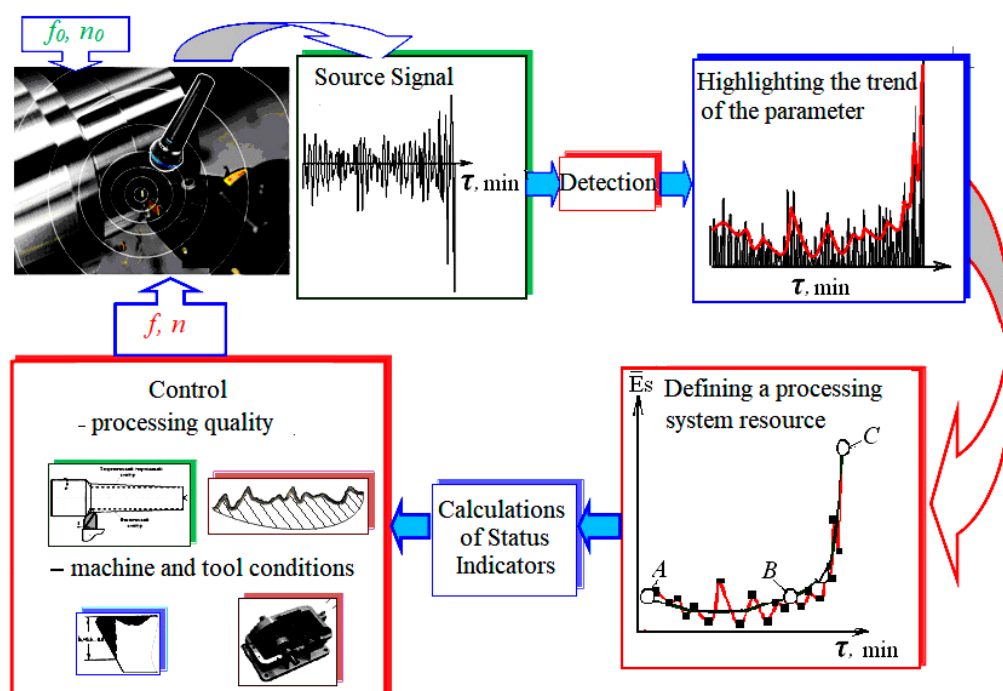 f₀, n₀
Source Signal
τ, min
Detection
Highlighting the trend
of the parameter
τ, min
f, n
Control
- processing quality
– machine and tool conditions
Calculations
of Status
Indicators
E̅s
Defining a processing
system resource
C
A
B
τ, min